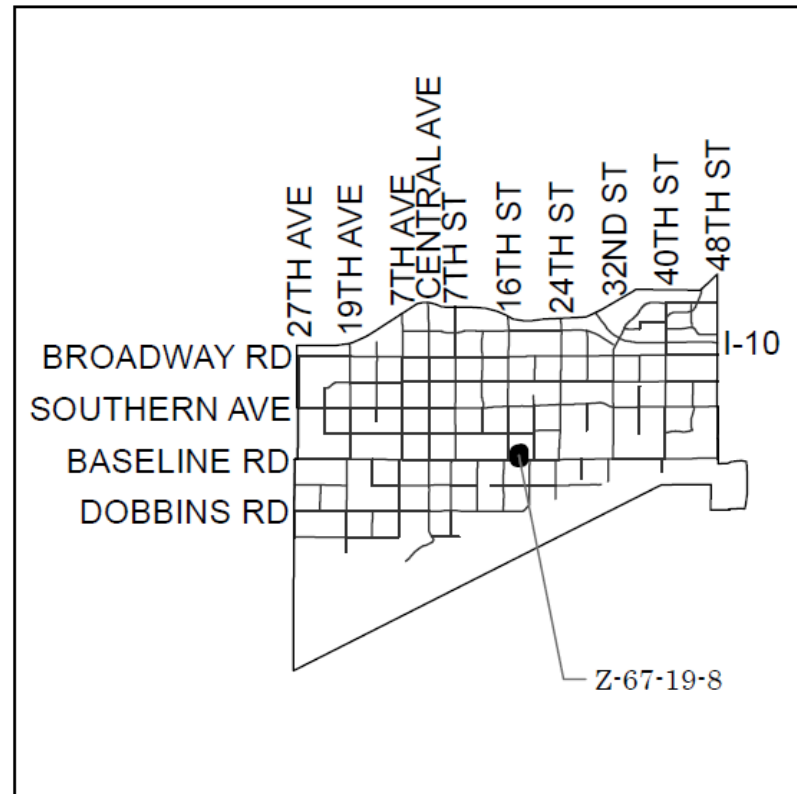 27TH AVE
19TH AVE
7TH AVE
CENTRAL AVE
7TH ST
16TH ST
24TH ST
32ND ST
40TH ST
48TH ST
I-10
BROADWAY RD
SOUTHERN AVE
BASELINE RD
DOBBINS RD
Z-67-19-8